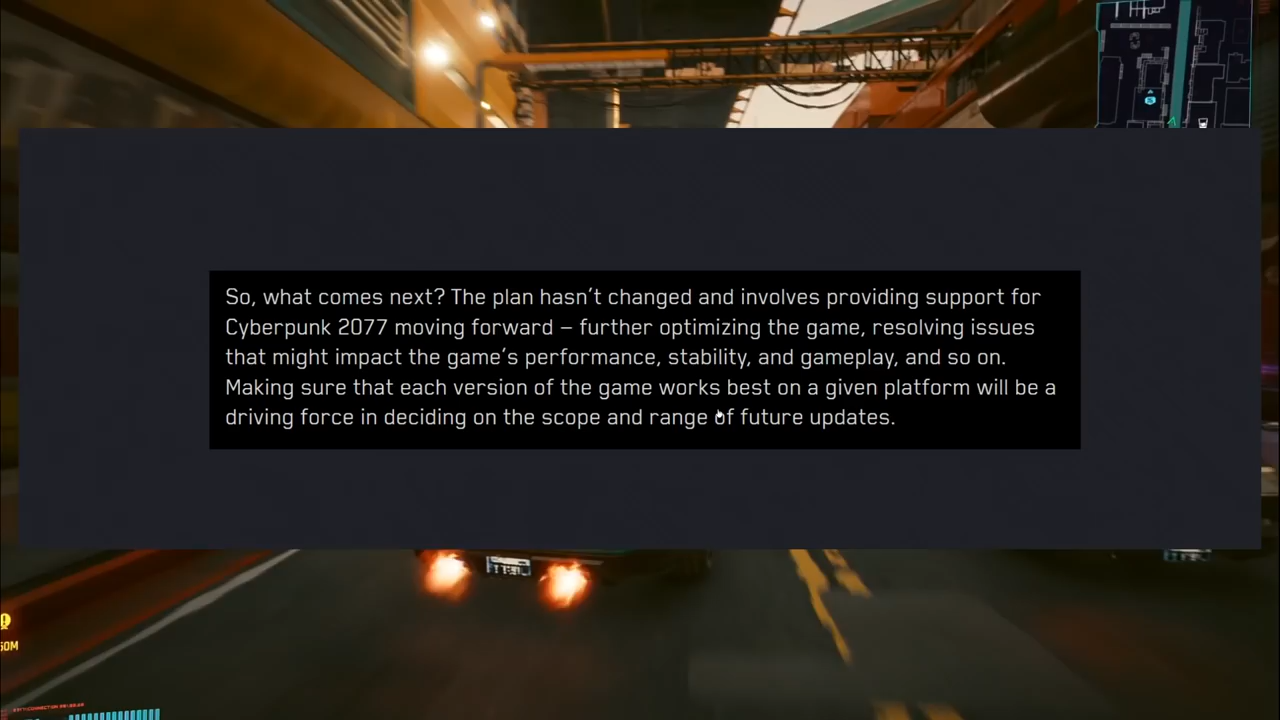 So, what comes next? The plan hasn't changed and involves providing support for
Cyberpunk 2077 moving forward – further optimizing the game, resolving issues
that might impact the game's performance, stability, and gameplay, and so on.
Making sure that each version of the game works best on a given platform will be a
driving force in deciding on the scope and range of future updates.